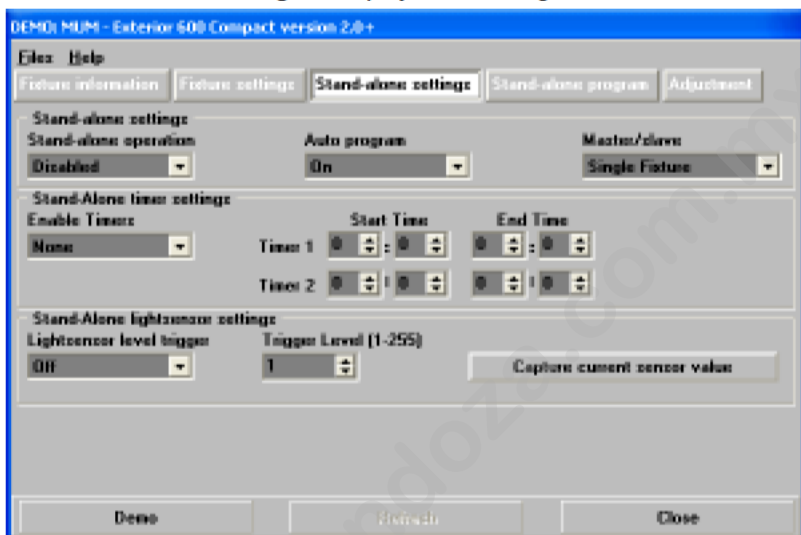 DEMO: MUM - Exterior 600 Compact version 2.0+
Files Help
Fixture information Fixture settings Stand-alone settings Stand-alone program Adjustment
Stand-alone settings
Stand-alone operation Auto program Master/slave
Disabled On Single Fixture
Stand-Alone timer settings
Enable Timers Start Time End Time
None Timer 1 0 : 0 0 : 0
Timer 2 0 : 0 0 : 0
Stand-Alone lightsensor settings
Lightsensor level trigger Trigger Level (1-255)
Off 1 Capture current sensor value
Demo Refresh Close